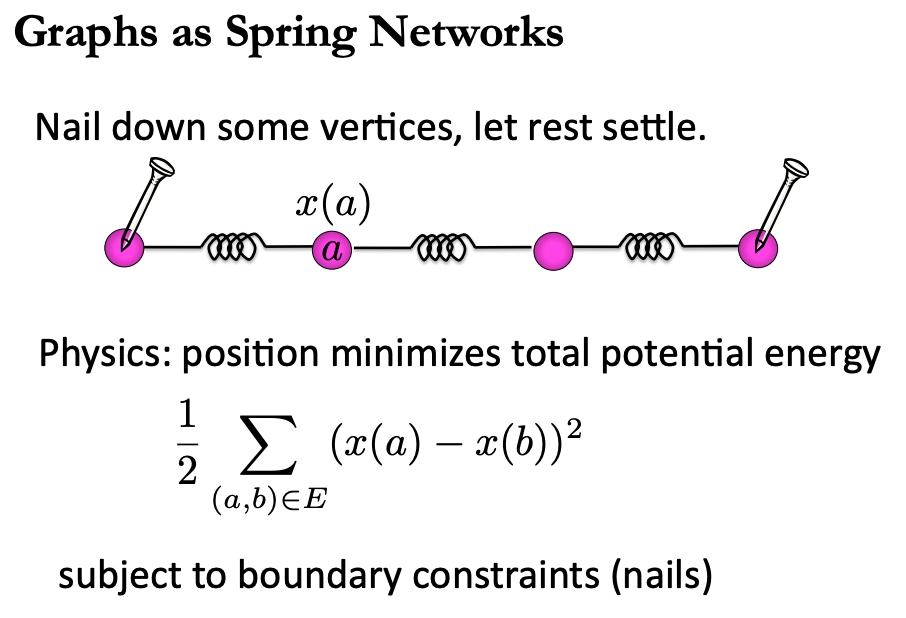 Graphs as Spring Networks
Nail down some vertices, let rest settle.
x(a)
a
Physics: position minimizes total potential energy
\frac{1}{2} \sum_{(a,b)\in E} (x(a) - x(b))^2
subject to boundary constraints (nails)